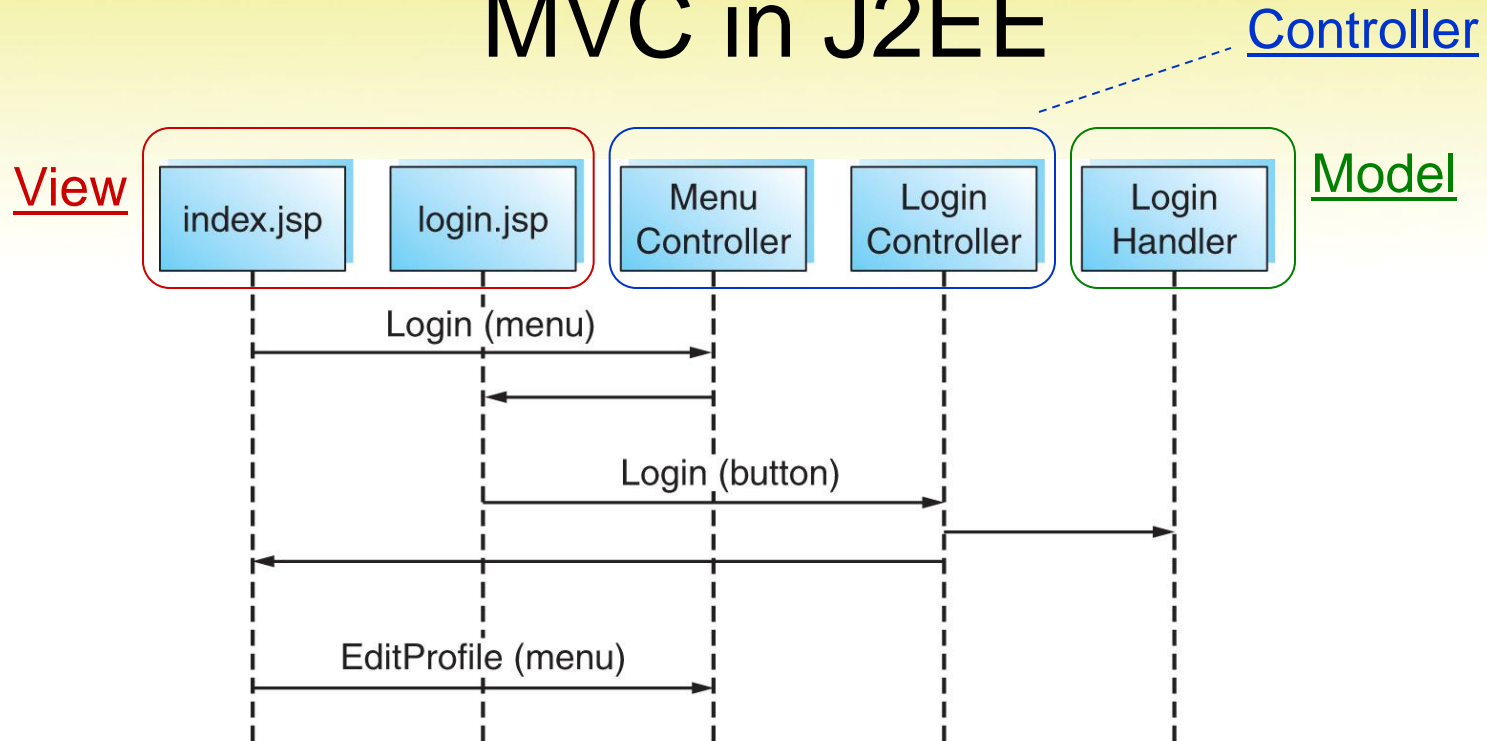 MVC in J2EE
Controller
View
index.jsp
login.jsp
Menu
Controller
Login
Controller
Login
Handler
Model
Login (menu)
Login (button)
EditProfile (menu)